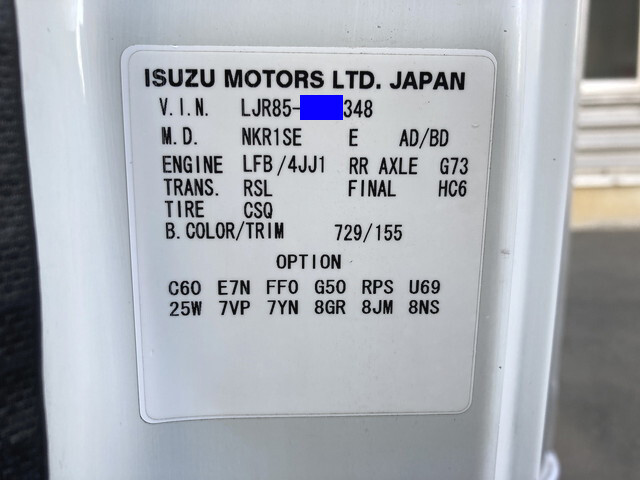 ISUZU MOTORS LTD. JAPAN
V.I.N. LJR85- 348
M.D. NKR1SE E AD/BD
ENGINE LFB/4JJ1 RR AXLE G73
TRANS. RSL FINAL HC6
TIRE CSQ
B.COLOR/TRIM 729/155
OPTION
C60 E7N FF0 G50 RPS U69
25W 7VP 7YN 8GR 8JM 8NS